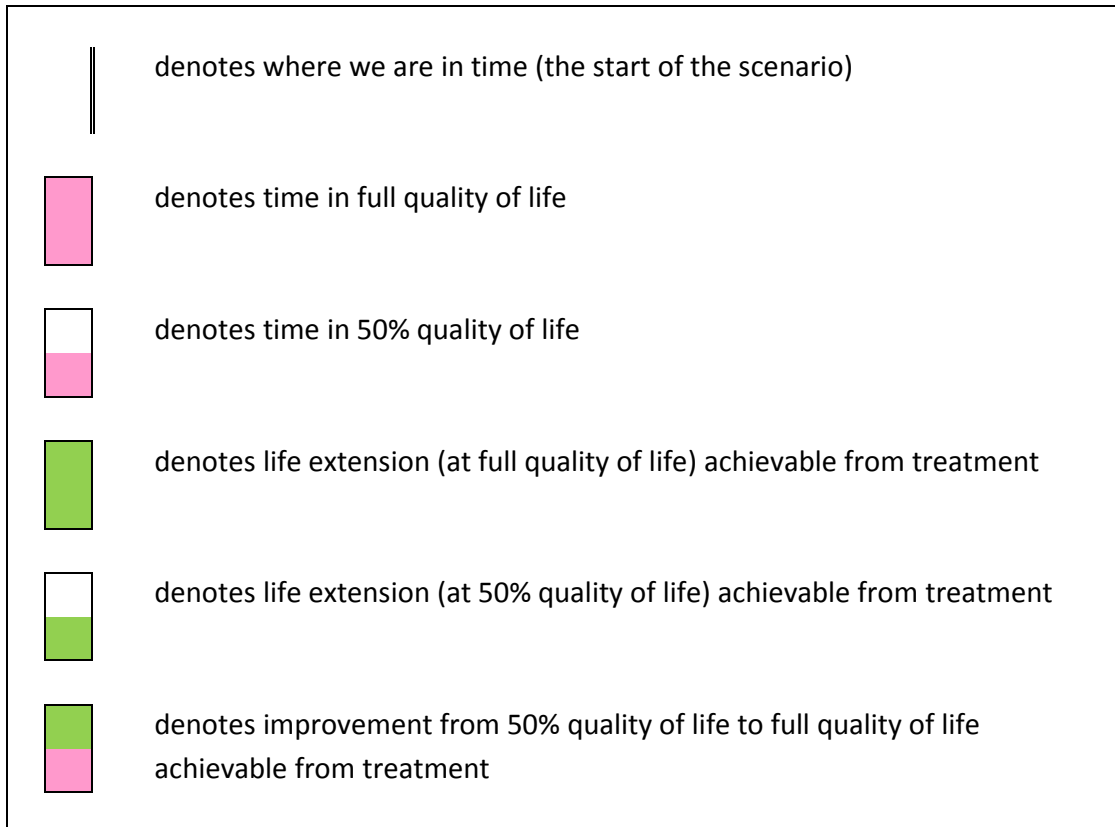 denotes where we are in time (the start of the scenario)
denotes time in full quality of life
denotes time in 50% quality of life
denotes life extension (at full quality of life) achievable from treatment
denotes life extension (at 50% quality of life) achievable from treatment
denotes improvement from 50% quality of life to full quality of life
achievable from treatment